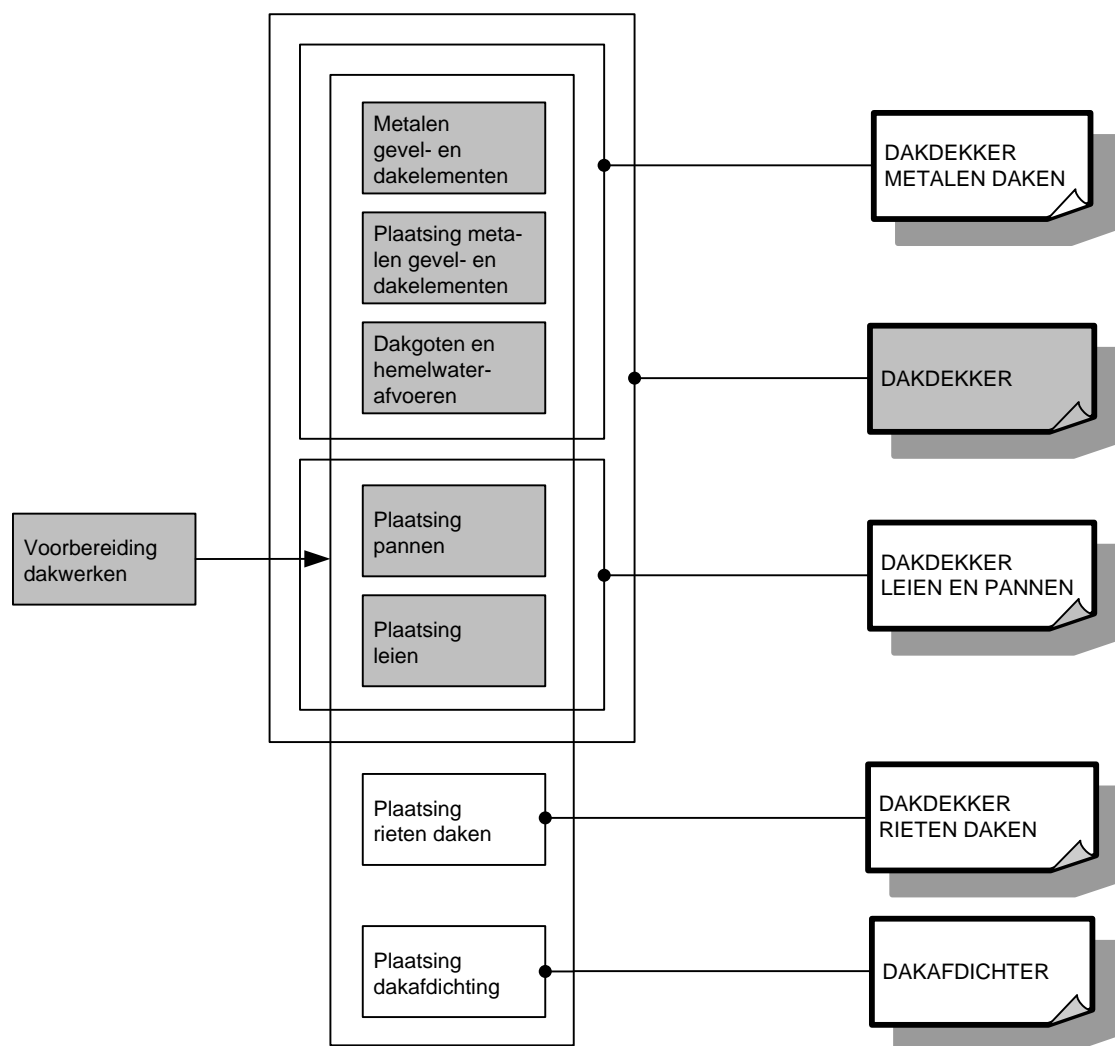 Metalen
gevel- en
dakelementen
DAKDEKKER
METALEN DAKEN
Plaatsing meta-
len gevel- en
dakelementen
Dakgoten en
hemelwater-
afvoeren
DAKDEKKER
Voorbereiding
dakwerken
Plaatsing
pannen
DAKDEKKER
LEIEN EN PANNEN
Plaatsing
leien
Plaatsing
rieten daken
DAKDEKKER
RIETEN DAKEN
Plaatsing
dakafdichting
DAKAFDICHTER